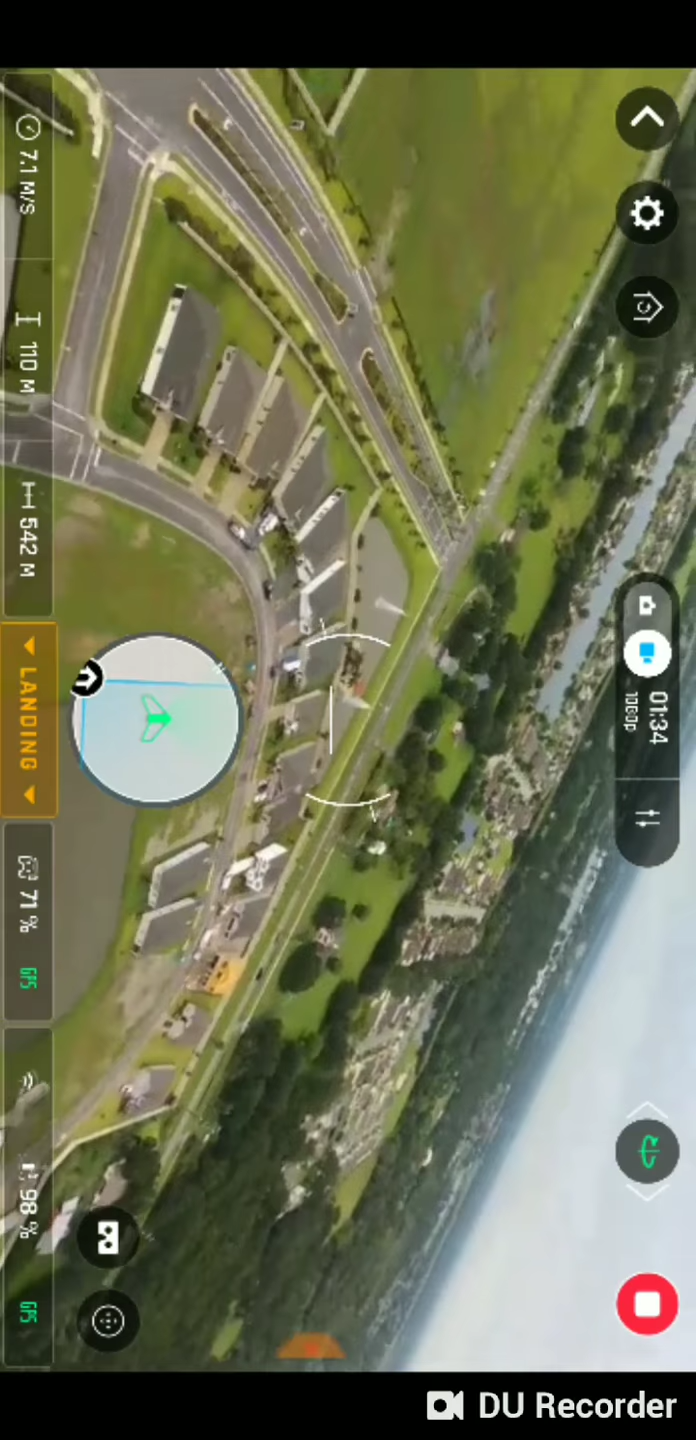 7.1 M/S
110 M
542 M
LANDING
71 %
GPS
98 %
GPS
01:34
1080p
DU Recorder